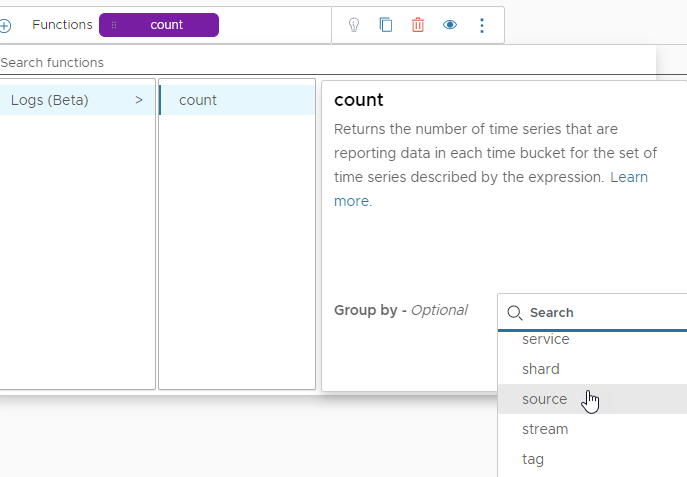 Functions count
Search functions
Logs (Beta) >
count
count
Returns the number of time series that are
reporting data in each time bucket for the set of
time series described by the expression. Learn
more.
Group by - Optional
Search
service
shard
source
stream
tag